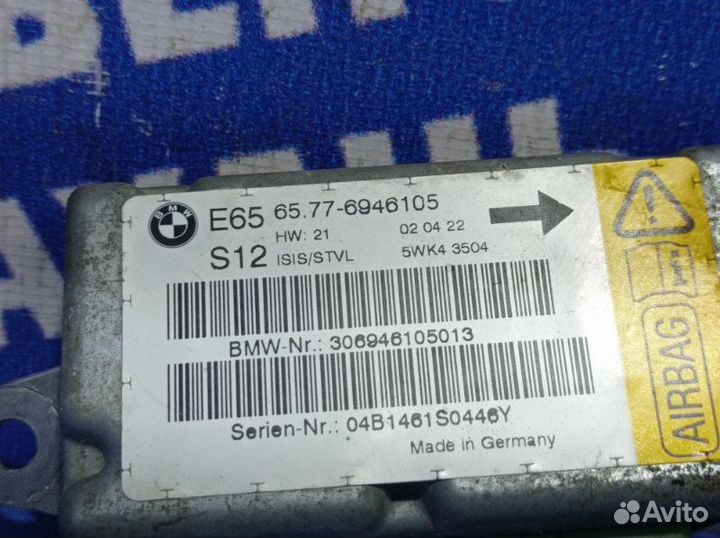 BMW
E65 65.77-6946105
HW: 21 02 04 22
S12 ISIS/STVL 5WK4 3504
BMW-Nr.: 306946105013
Serien-Nr.: 04B1461S0446Y
Made in Germany
AIRBAG
Avito